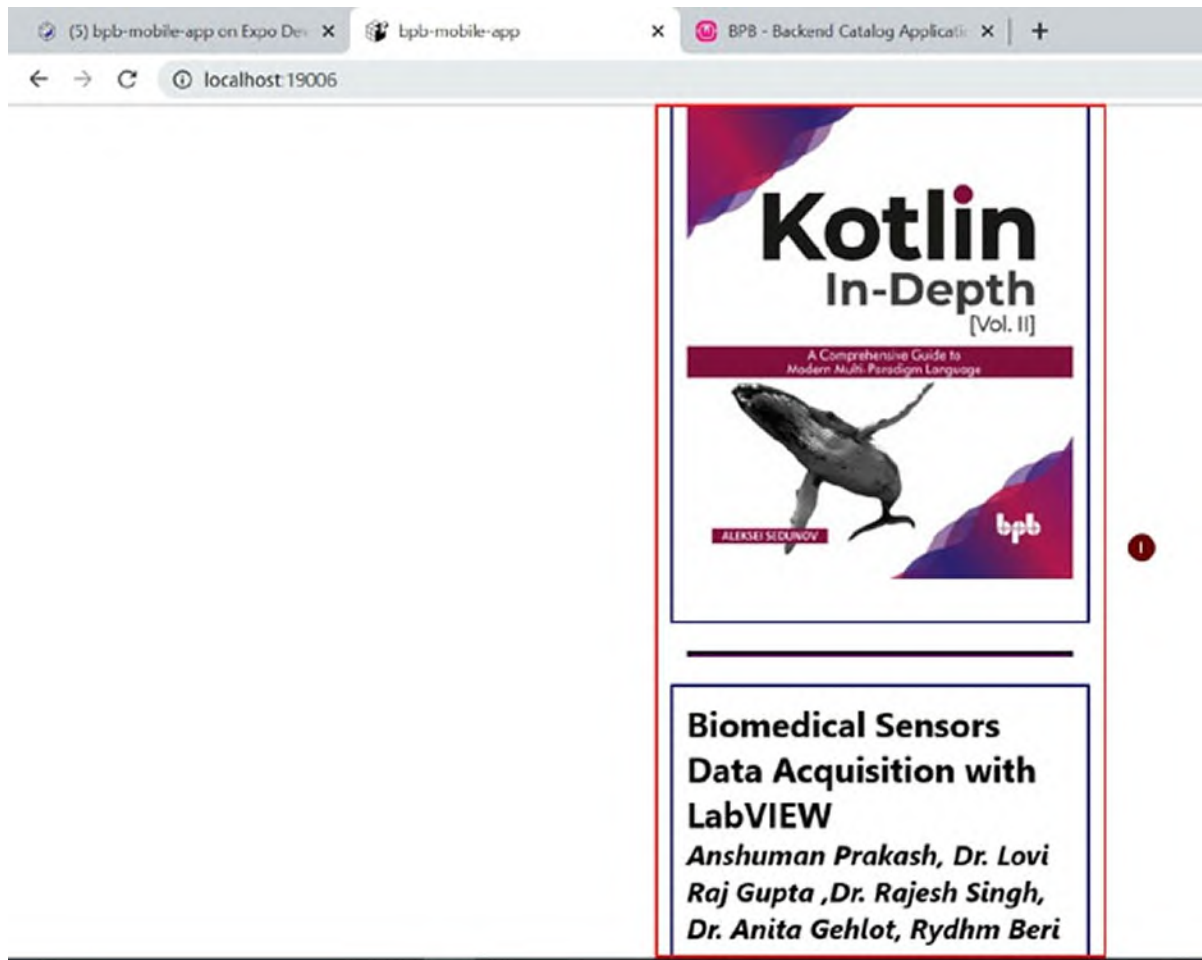 (5) bpb-mobile-app on Expo Dev
bpb-mobile-app
BPB - Backend Catalog Applicatic
localhost:19006
Kotlin
In-Depth
[Vol. II]
A Comprehensive Guide to
Modern Multi-Paradigm Language
ALEKSEI SEDUNOV
bpb
1
Biomedical Sensors
Data Acquisition with
LabVIEW
Anshuman Prakash, Dr. Lovi
Raj Gupta ,Dr. Rajesh Singh,
Dr. Anita Gehlot, Rydhm Beri